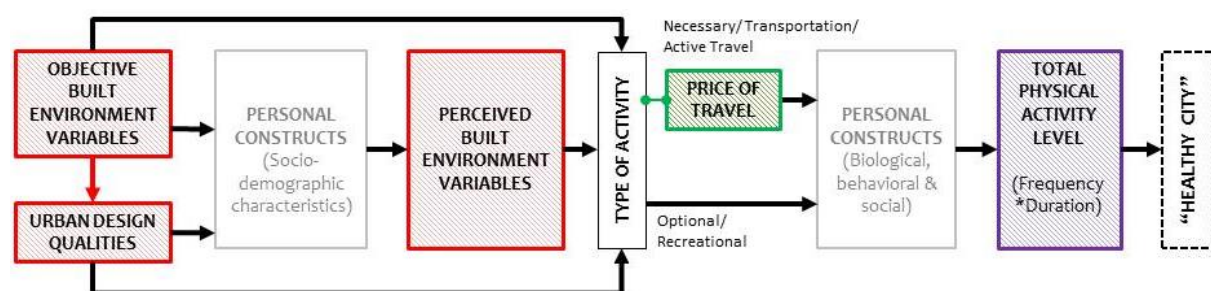 OBJECTIVE
BUILT
ENVIRONMENT
VARIABLES
URBAN DESIGN
QUALITIES
PERSONAL
CONSTRUCTS
(Socio-
demographic
characteristics)
PERCEIVED
BUILT
ENVIRONMENT
VARIABLES
TYPE OF ACTIVITY
Necessary/ Transportation/
Active Travel
PRICE OF
TRAVEL
Optional/
Recreational
PERSONAL
CONSTRUCTS
(Biological,
behavioral &
social)
TOTAL
PHYSICAL
ACTIVITY
LEVEL
(Frequency
*Duration)
“HEALTHY CITY”